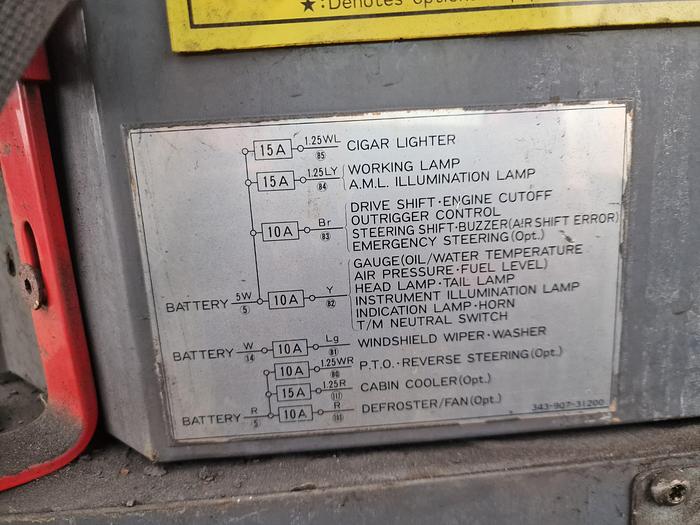 ★:Denotes
15A 1.25WL 85 CIGAR LIGHTER
15A 1.25LY 84 WORKING LAMP
A.M.L. ILLUMINATION LAMP
DRIVE SHIFT·ENGINE CUTOFF
OUTRIGGER CONTROL
10A Br 83 STEERING SHIFT·BUZZER(AIR SHIFT ERROR)
EMERGENCY STEERING(Opt.)
GAUGE(OIL/WATER TEMPERATURE
AIR PRESSURE·FUEL LEVEL)
HEAD LAMP·TAIL LAMP
BATTERY 5W 5 10A Y 82 INSTRUMENT ILLUMINATION LAMP
INDICATION LAMP·HORN
T/M NEUTRAL SWITCH
BATTERY W 14 10A Lg 81 WINDSHIELD WIPER·WASHER
10A 1.25WR 80 P.T.O.·REVERSE STEERING(Opt.)
15A 1.25R 117 CABIN COOLER(Opt.)
BATTERY R 5 10A R DEFROSTER/FAN(Opt.)
343-907-31200